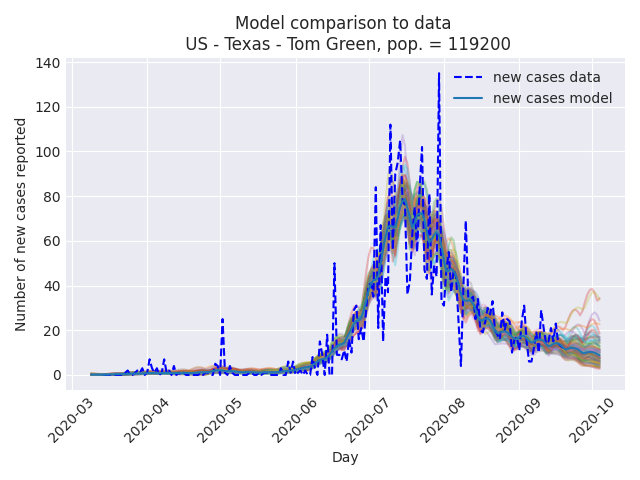 Model comparison to data
US - Texas - Tom Green, pop. = 119200
140
120
100
80
60
40
20
0
Number of new cases reported
new cases data
new cases model
2020-03
2020-04
2020-05
2020-06
2020-07
2020-08
2020-09
2020-10
Day